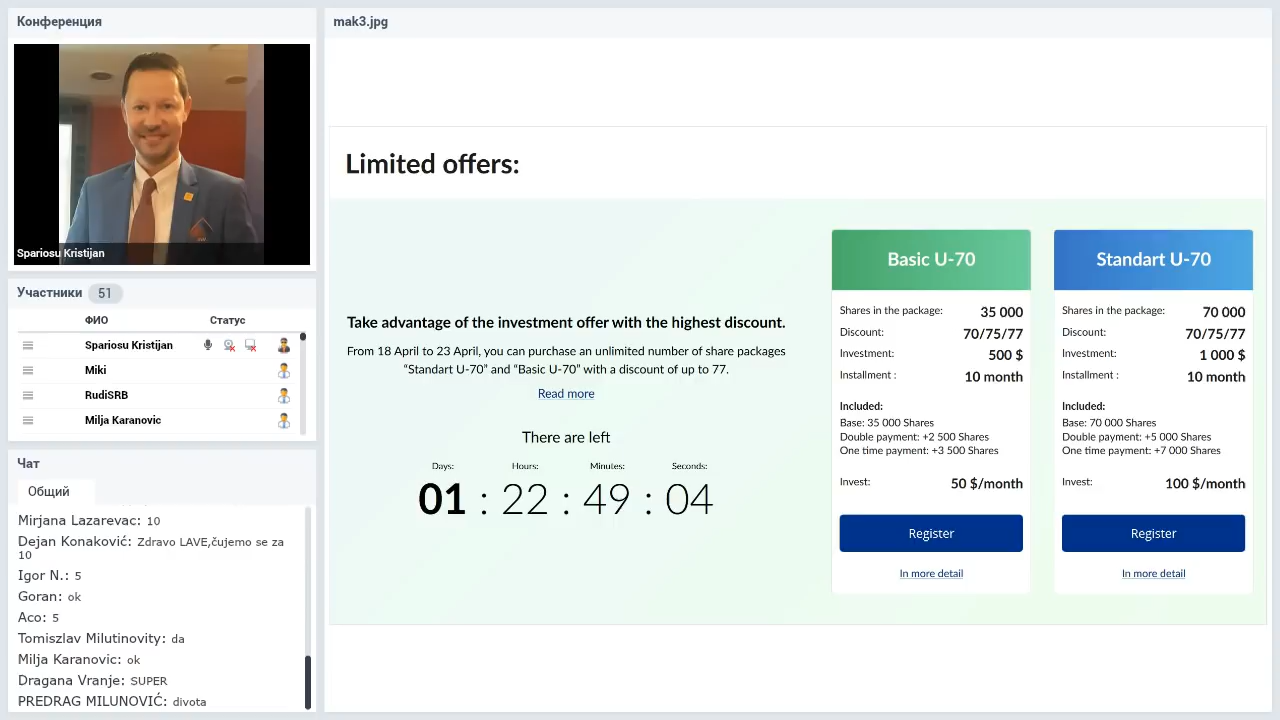 Конференция
Spariosu Kristijan
Участники 51
ФИО Статус
Spariosu Kristijan
Miki
RudiSRB
Milja Karanovic
Чат
Общий
Mirjana Lazarevac: 10
Dejan Konaković: Zdravo LAVE,čujemo se za
10
Igor N.: 5
Goran: ok
Aco: 5
Tomiszlav Milutinovity: da
Milja Karanovic: ok
Dragana Vranje: SUPER
PREDRAG MILUNOVIĆ: divota
mak3.jpg
Limited offers:
Take advantage of the investment offer with the highest discount.
From 18 April to 23 April, you can purchase an unlimited number of share packages
“Standart U-70” and “Basic U-70” with a discount of up to 77.
Read more
There are left
Days: Hours: Minutes: Seconds:
01 : 22 : 49 : 04
Basic U-70
Shares in the package: 35 000
Discount: 70/75/77
Investment: 500 $
Installment : 10 month
Included:
Base: 35 000 Shares
Double payment: +2 500 Shares
One time payment: +3 500 Shares
Invest: 50 $/month
Register
In more detail
Standart U-70
Shares in the package: 70 000
Discount: 70/75/77
Investment: 1 000 $
Installment : 10 month
Included:
Base: 70 000 Shares
Double payment: +5 000 Shares
One time payment: +7 000 Shares
Invest: 100 $/month
Register
In more detail